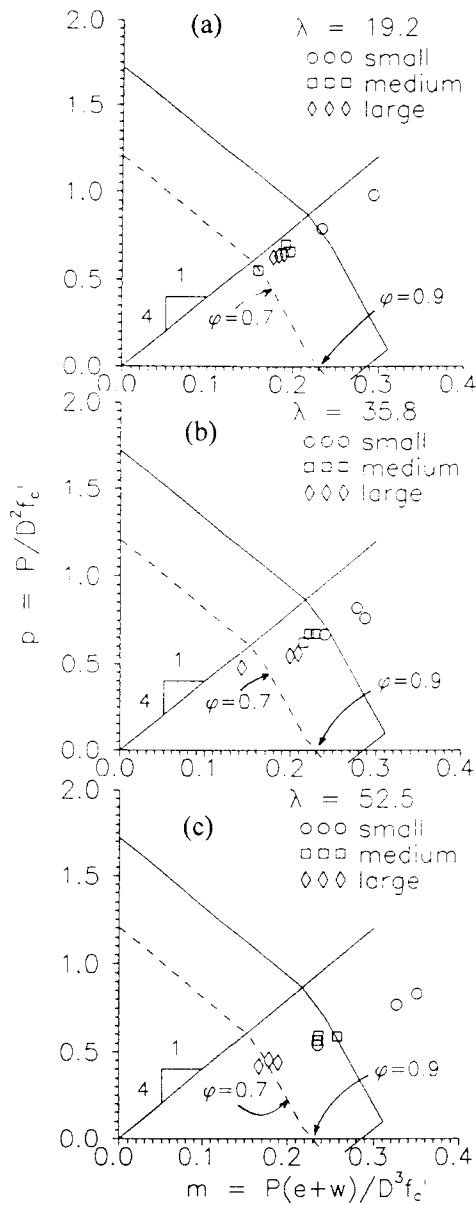 2.0
(a)
λ = 19.2
○○○ small
□□□ medium
◇◇◇ large
1.5
1.0
0.5
0.0
1
4
φ=0.7
φ=0.9
0.0 0.1 0.2 0.3 0.4
2.0
(b)
λ = 35.8
○○○ small
□□□ medium
◇◇◇ large
1.5
1.0
0.5
0.0
1
4
φ=0.7
φ=0.9
0.0 0.1 0.2 0.3 0.4
2.0
(c)
λ = 52.5
○○○ small
□□□ medium
◇◇◇ large
1.5
1.0
0.5
0.0
1
4
φ=0.7
φ=0.9
0.0 0.1 0.2 0.3 0.4
p = P/D²f_c'
m = P(e+w)/D³f_c'